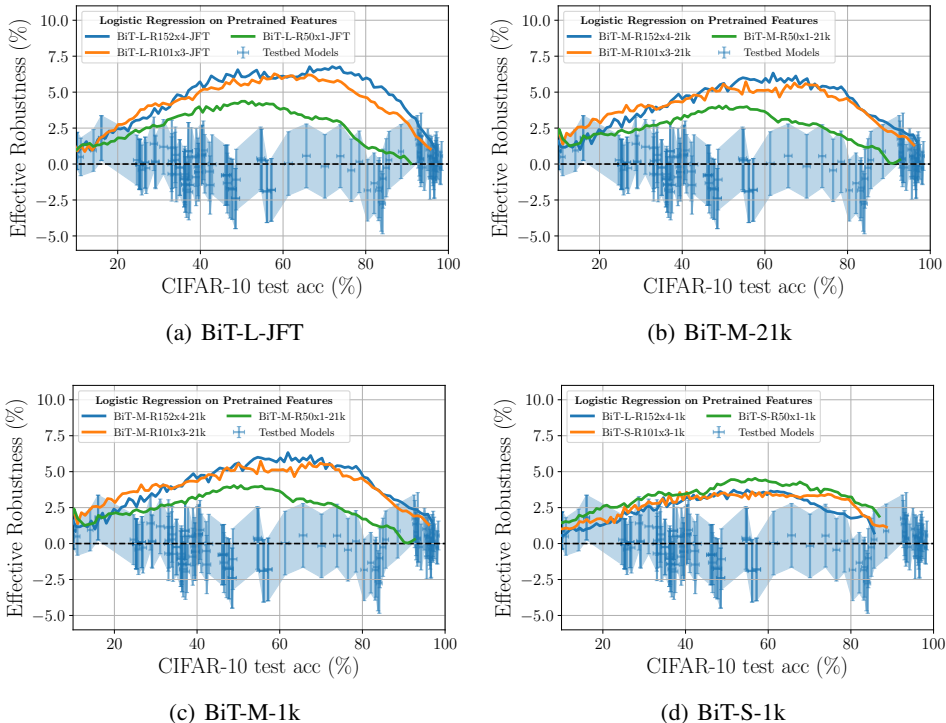 Logistic Regression on Pretrained Features
BiT-L-R152x4-JFT
BiT-L-R101x3-JFT
BiT-L-R50x1-JFT
Testbed Models
Effective Robustness (%)
10.0
7.5
5.0
2.5
0.0
−2.5
−5.0
20 40 60 80 100
CIFAR-10 test acc (%)
(a) BiT-L-JFT
Logistic Regression on Pretrained Features
BiT-M-R152x4-21k
BiT-M-R101x3-21k
BiT-M-R50x1-21k
Testbed Models
Effective Robustness (%)
10.0
7.5
5.0
2.5
0.0
−2.5
−5.0
20 40 60 80 100
CIFAR-10 test acc (%)
(b) BiT-M-21k
Logistic Regression on Pretrained Features
BiT-M-R152x4-21k
BiT-M-R101x3-21k
BiT-M-R50x1-21k
Testbed Models
Effective Robustness (%)
10.0
7.5
5.0
2.5
0.0
−2.5
−5.0
20 40 60 80 100
CIFAR-10 test acc (%)
(c) BiT-M-1k
Logistic Regression on Pretrained Features
BiT-L-R152x4-1k
BiT-S-R101x3-1k
BiT-S-R50x1-1k
Testbed Models
Effective Robustness (%)
10.0
7.5
5.0
2.5
0.0
−2.5
−5.0
20 40 60 80 100
CIFAR-10 test acc (%)
(d) BiT-S-1k